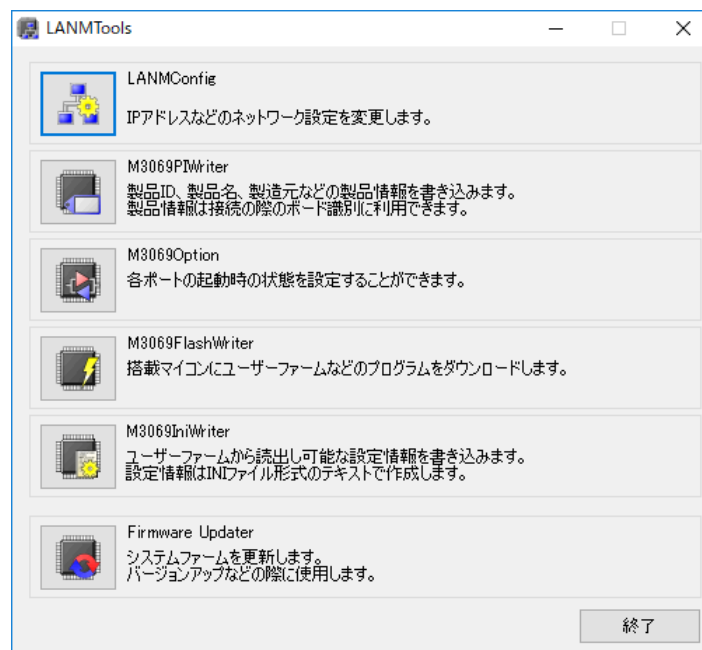 LANMTools
LANMConfig
IPアドレスなどのネットワーク設定を変更します。
M3069PIWriter
製品ID、製品名、製造元などの製品情報を書き込みます。
製品情報は接続の際のボード識別に利用できます。
M3069Option
各ポートの起動時の状態を設定することができます。
M3069FlashWriter
搭載マイコンにユーザーファームなどのプログラムをダウンロードします。
M3069IniWriter
ユーザーファームから読出し可能な設定情報を書き込みます。
設定情報はINIファイル形式のテキストで作成します。
Firmware Updater
システムファームを更新します。
バージョンアップなどの際に使用します。
終了